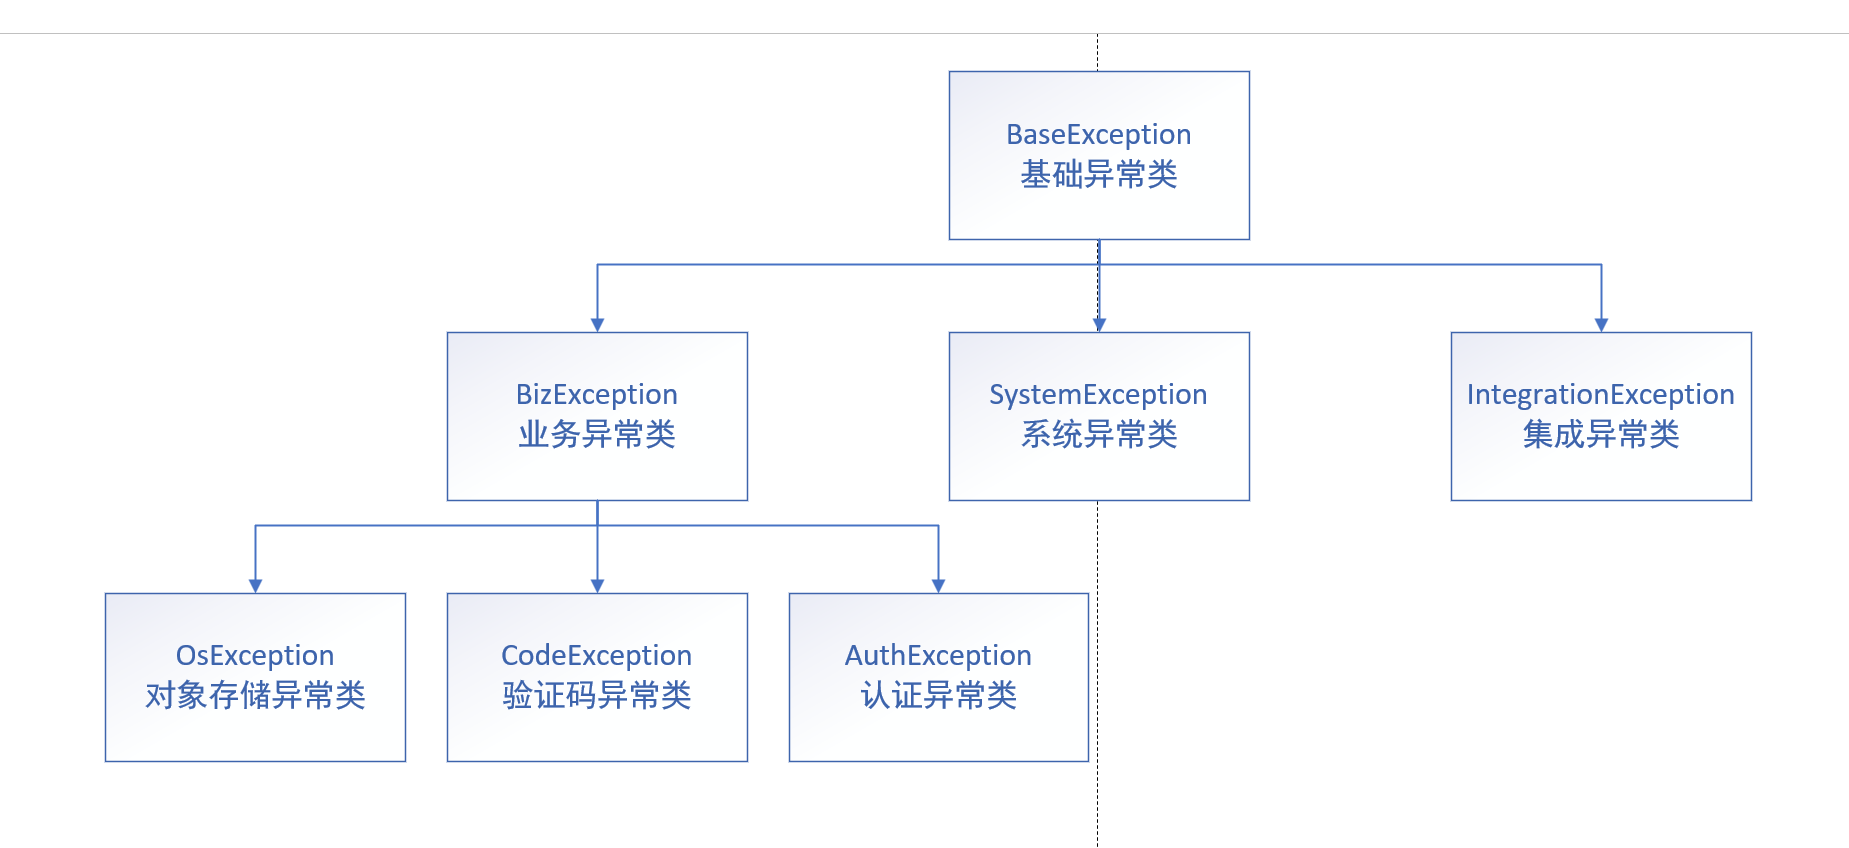 BaseException
基础异常类
BizException
业务异常类
SystemException
系统异常类
IntegrationException
集成异常类
OsException
对象存储异常类
CodeException
验证码异常类
AuthException
认证异常类